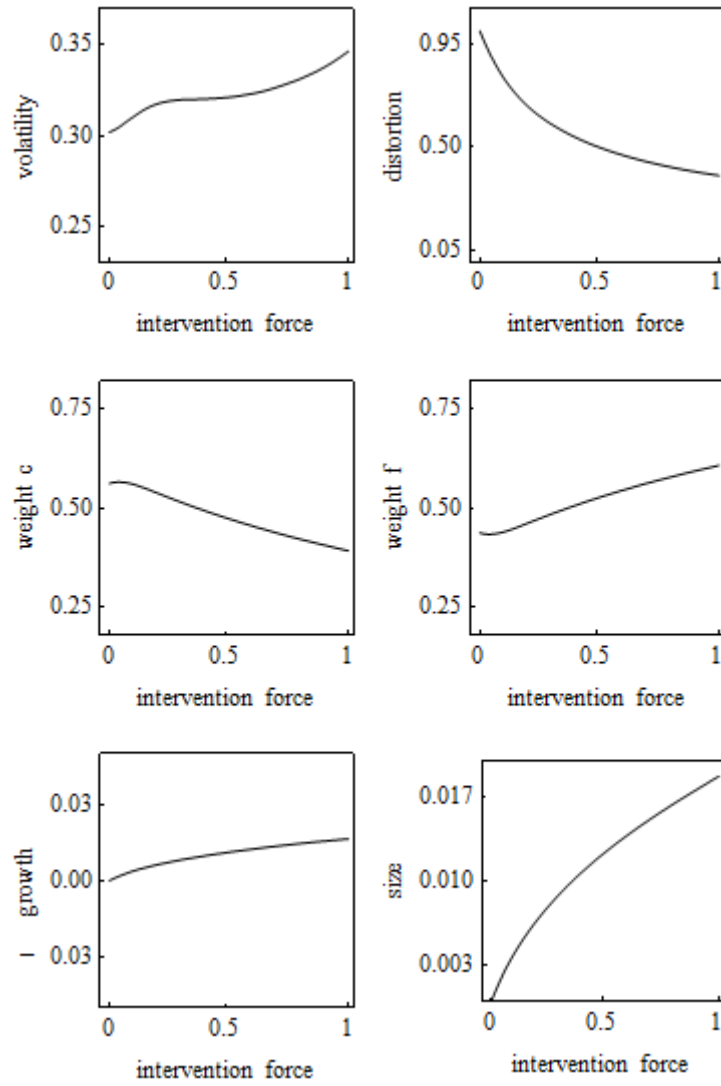 0.35
0.30
0.25
volatility
0 0.5 1
intervention force
0.95
0.50
0.05
distortion
0 0.5 1
intervention force
0.75
0.50
0.25
weight c
0 0.5 1
intervention force
0.75
0.50
0.25
weight f
0 0.5 1
intervention force
0.03
0.00
– 0.03
growth
0 0.5 1
intervention force
0.017
0.010
0.003
size
0 0.5 1
intervention force